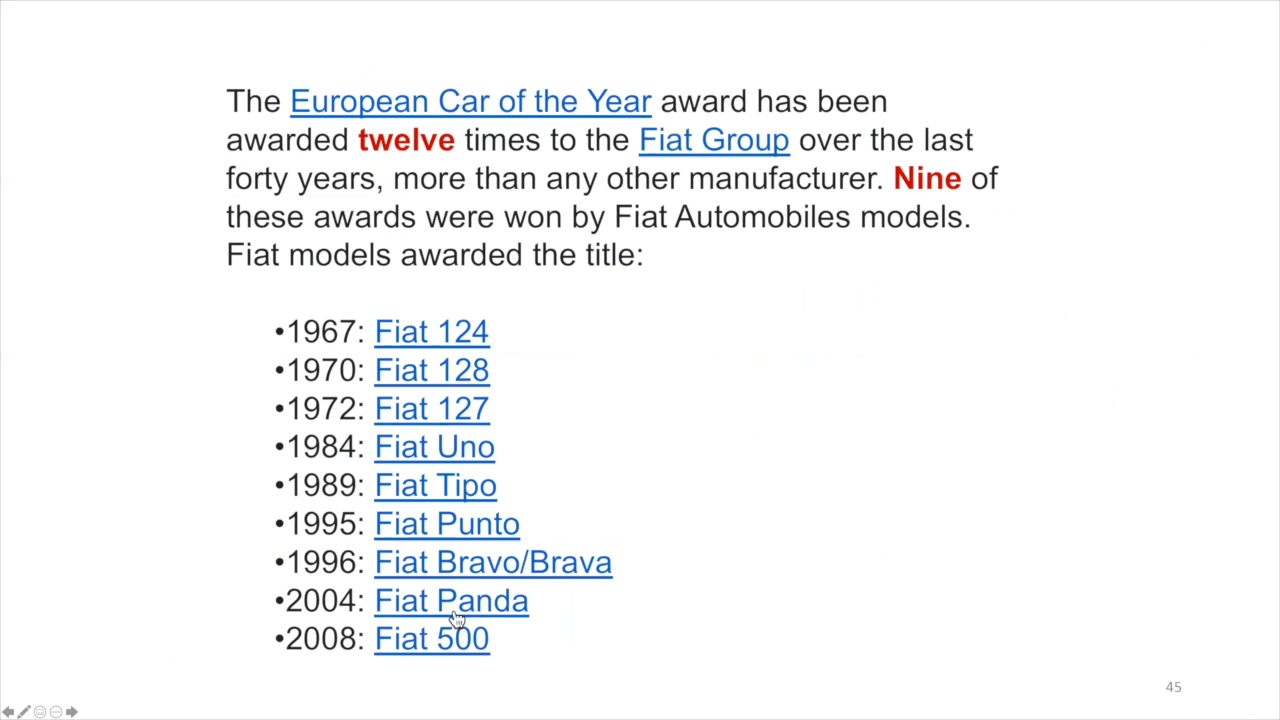 The European Car of the Year award has been
awarded twelve times to the Fiat Group over the last
forty years, more than any other manufacturer. Nine of
these awards were won by Fiat Automobiles models.
Fiat models awarded the title:
•1967: Fiat 124
•1970: Fiat 128
•1972: Fiat 127
•1984: Fiat Uno
•1989: Fiat Tipo
•1995: Fiat Punto
•1996: Fiat Bravo/Brava
•2004: Fiat Panda
•2008: Fiat 500
45